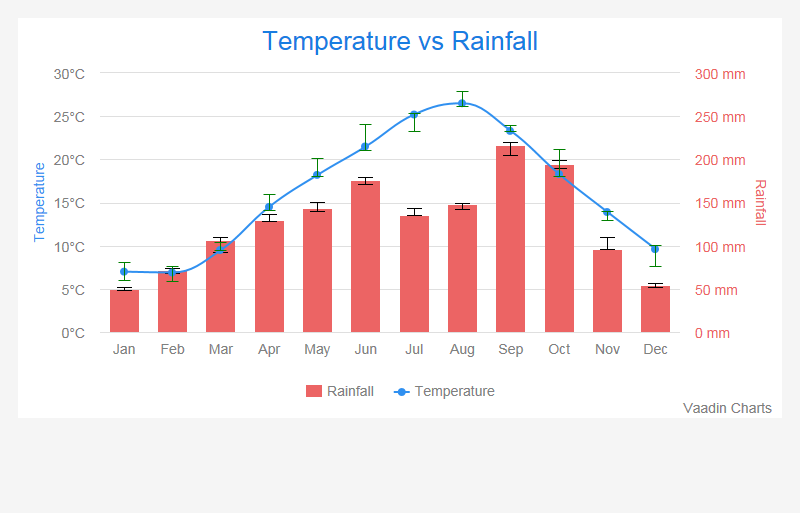 Temperature vs Rainfall
30°C
25°C
20°C
15°C
10°C
5°C
0°C
Temperature
300 mm
250 mm
200 mm
150 mm
100 mm
50 mm
0 mm
Rainfall
Jan Feb Mar Apr May Jun Jul Aug Sep Oct Nov Dec
Rainfall Temperature
Vaadin Charts